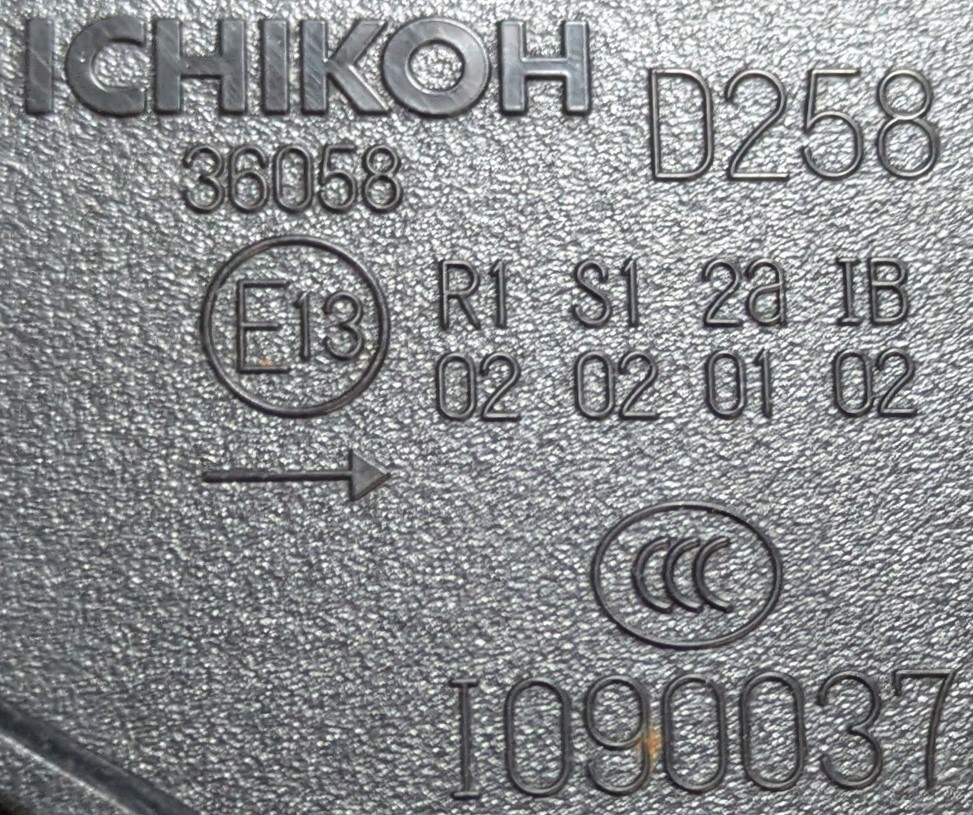 ICHIKOH
D258
36058
E13
R1 S1 2a IB
02 02 01 02
CCC
I090037